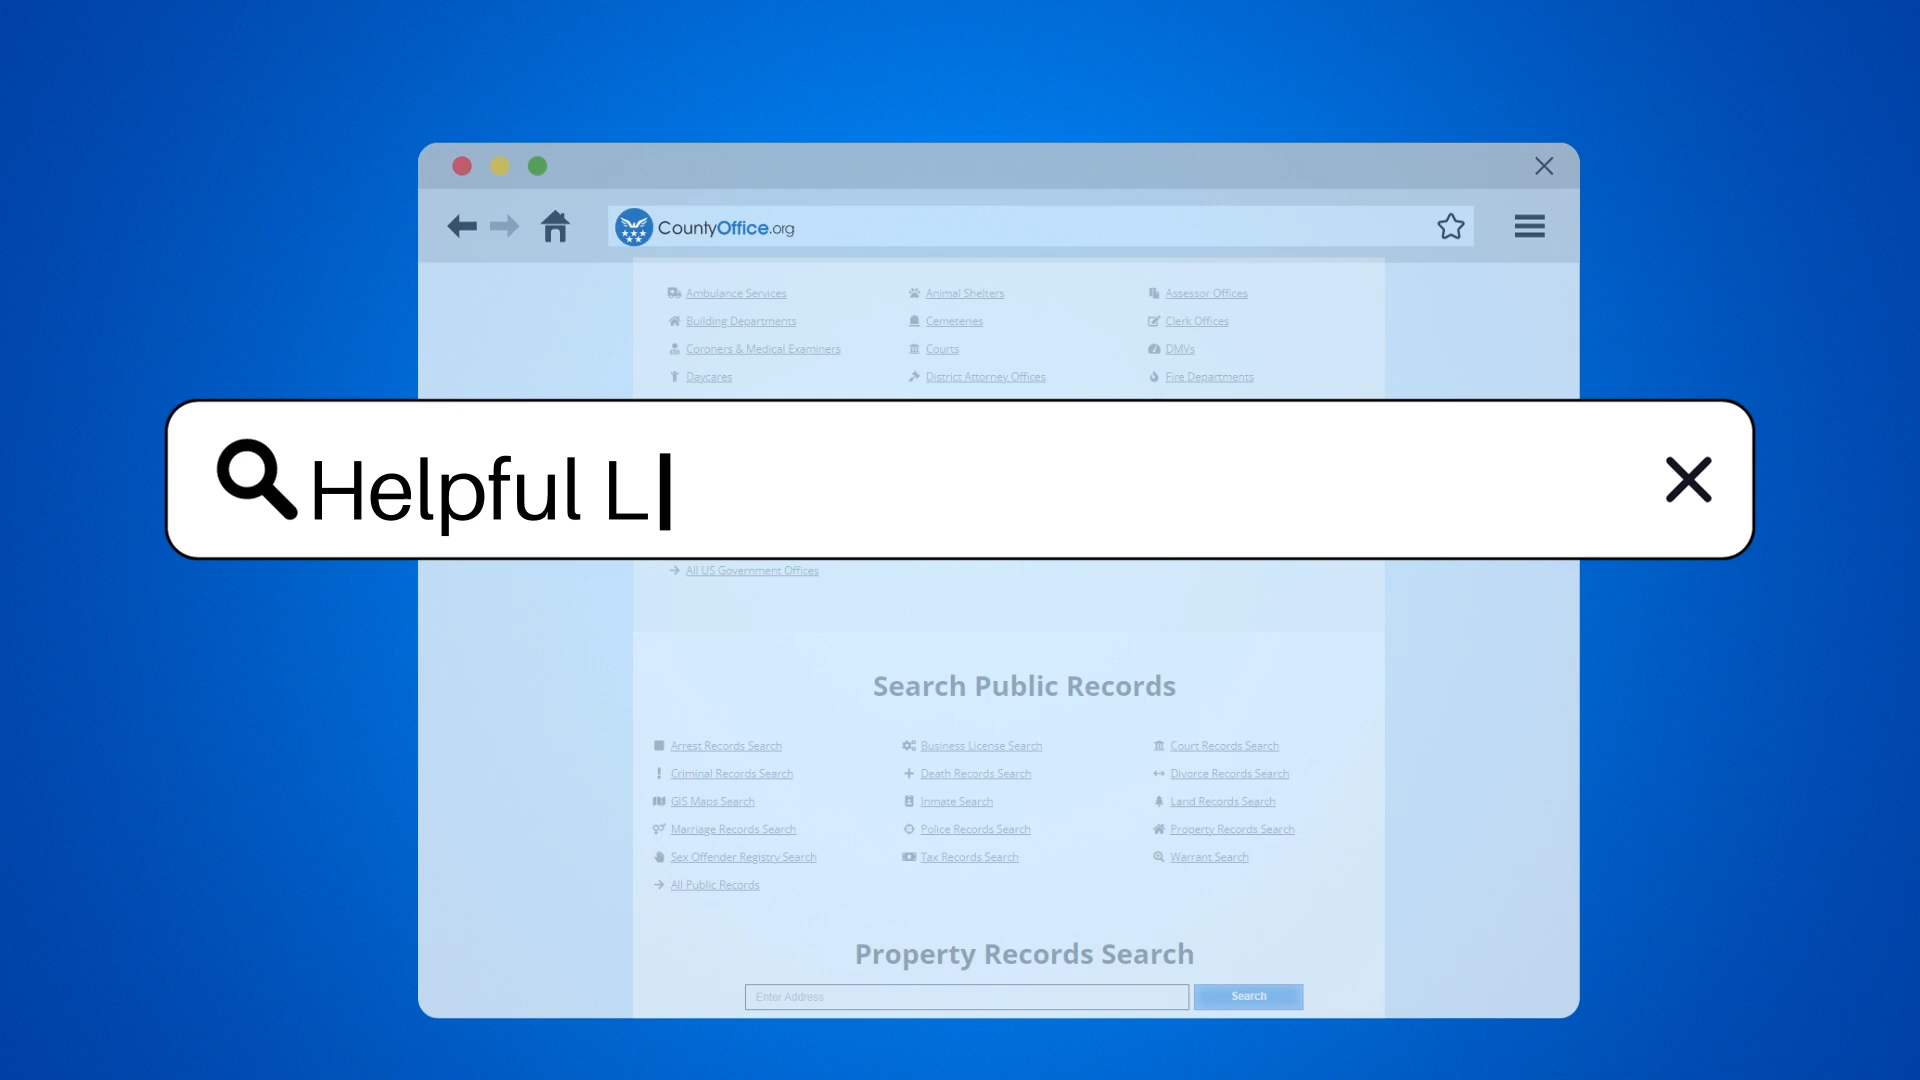 CountyOffice.org
Ambulance Services Animal Shelters Assessor Offices
Building Departments Cemeteries Clerk Offices
Coroners & Medical Examiners Courts DMVs
Daycares District Attorney Offices Fire Departments
Helpful L
All US Government Offices
Search Public Records
Arrest Records Search Business License Search Court Records Search
Criminal Records Search Death Records Search Divorce Records Search
GIS Maps Search Inmate Search Land Records Search
Marriage Records Search Police Records Search Property Records Search
Sex Offender Registry Search Tax Records Search Warrant Search
All Public Records
Property Records Search
Enter Address Search